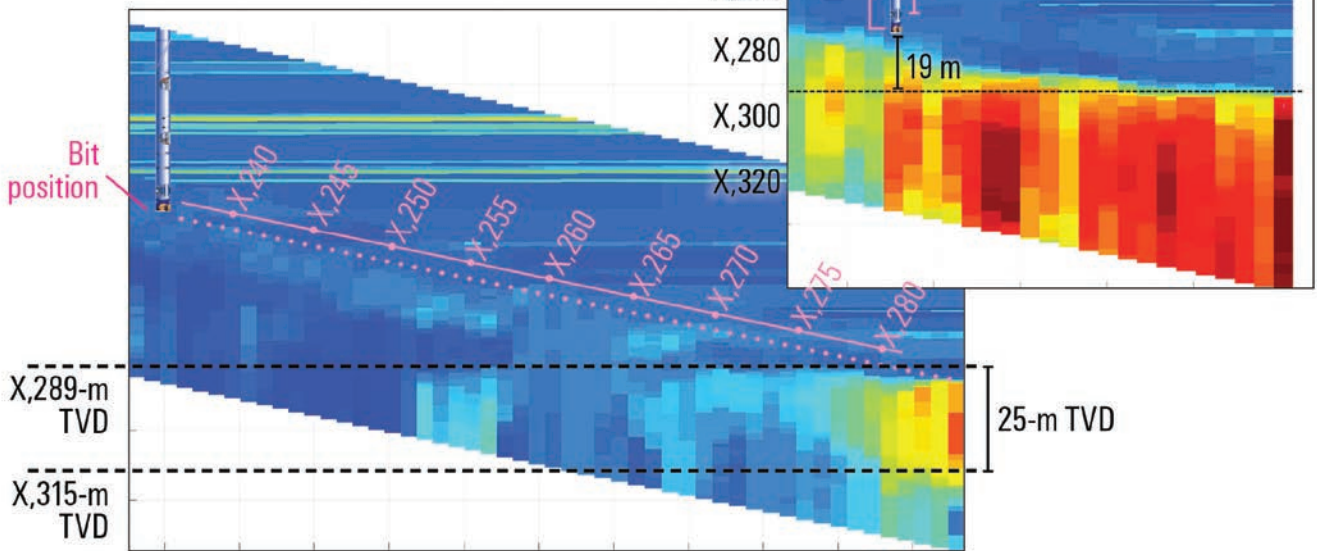 X,280
19 m
X,300
X,320
Bit
position
X,240
X,245
X,250
X,255
X,260
X,265
X,270
X,275
X,280
X,289-m
TVD
25-m TVD
X,315-m
TVD